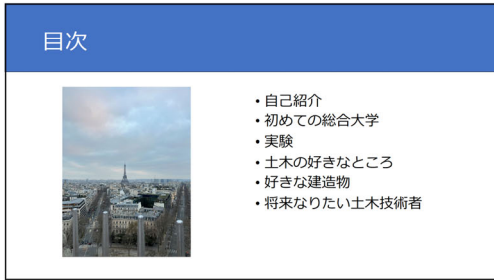 目次
• 自己紹介
• 初めての総合大学
• 実験
• 土木の好きなところ
• 好きな建造物
• 将来なりたい土木技術者